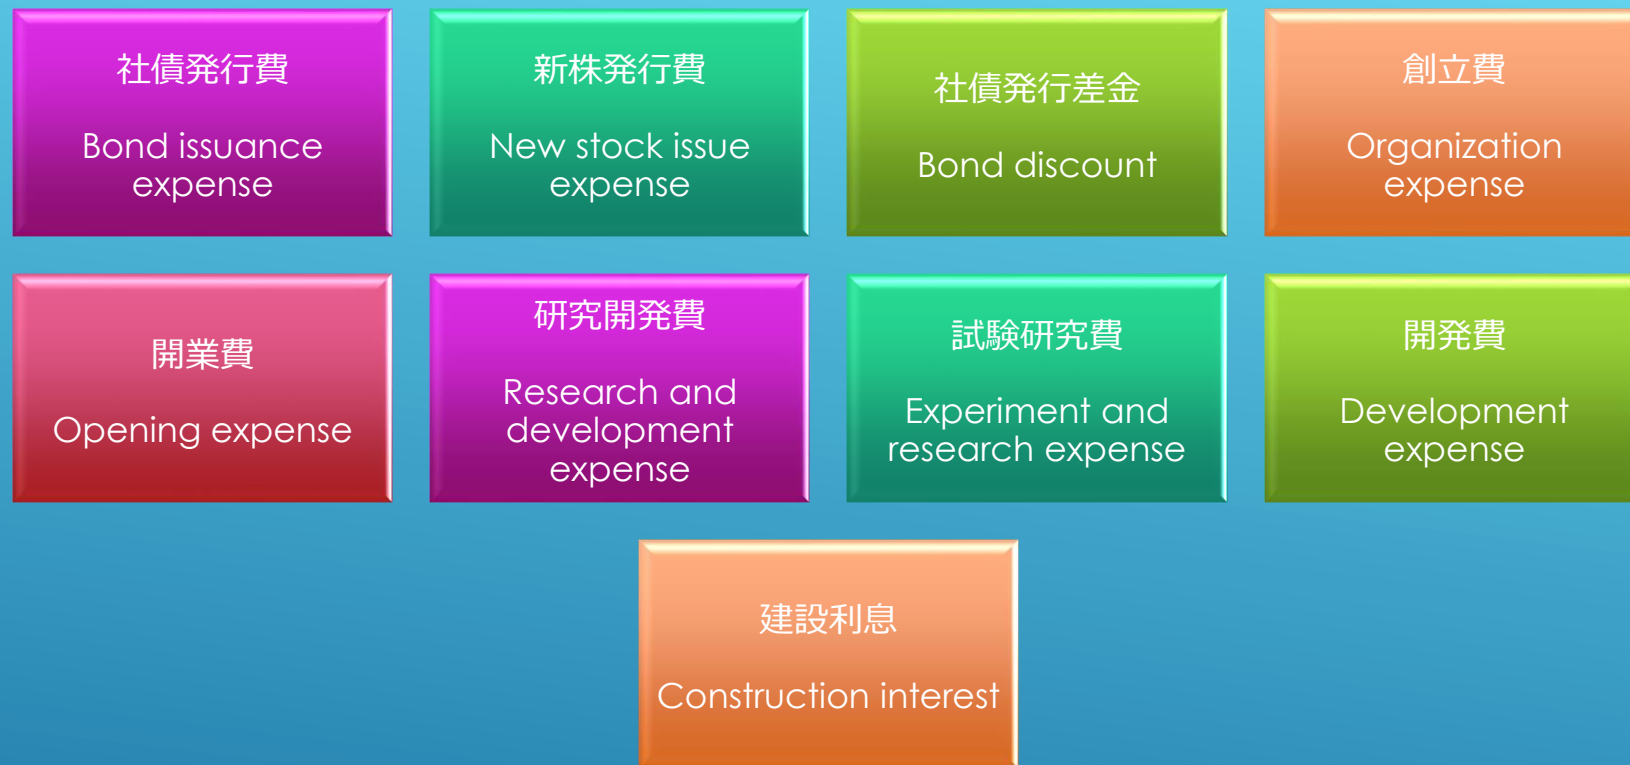 社債発行費
Bond issuance
expense
新株発行費
New stock issue
expense
社債発行差金
Bond discount
創立費
Organization
expense
開業費
Opening expense
研究開発費
Research and
development
expense
試験研究費
Experiment and
research expense
開発費
Development
expense
建設利息
Construction interest